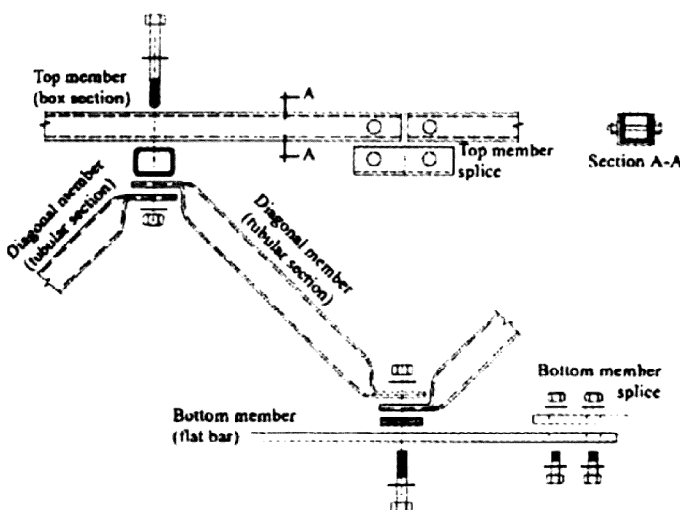 Top member
(box section)
A
A
Top member
splice
Section A-A
Diagonal member
(tubular section)
Diagonal member
(tubular section)
Bottom member
splice
Bottom member
(flat bar)